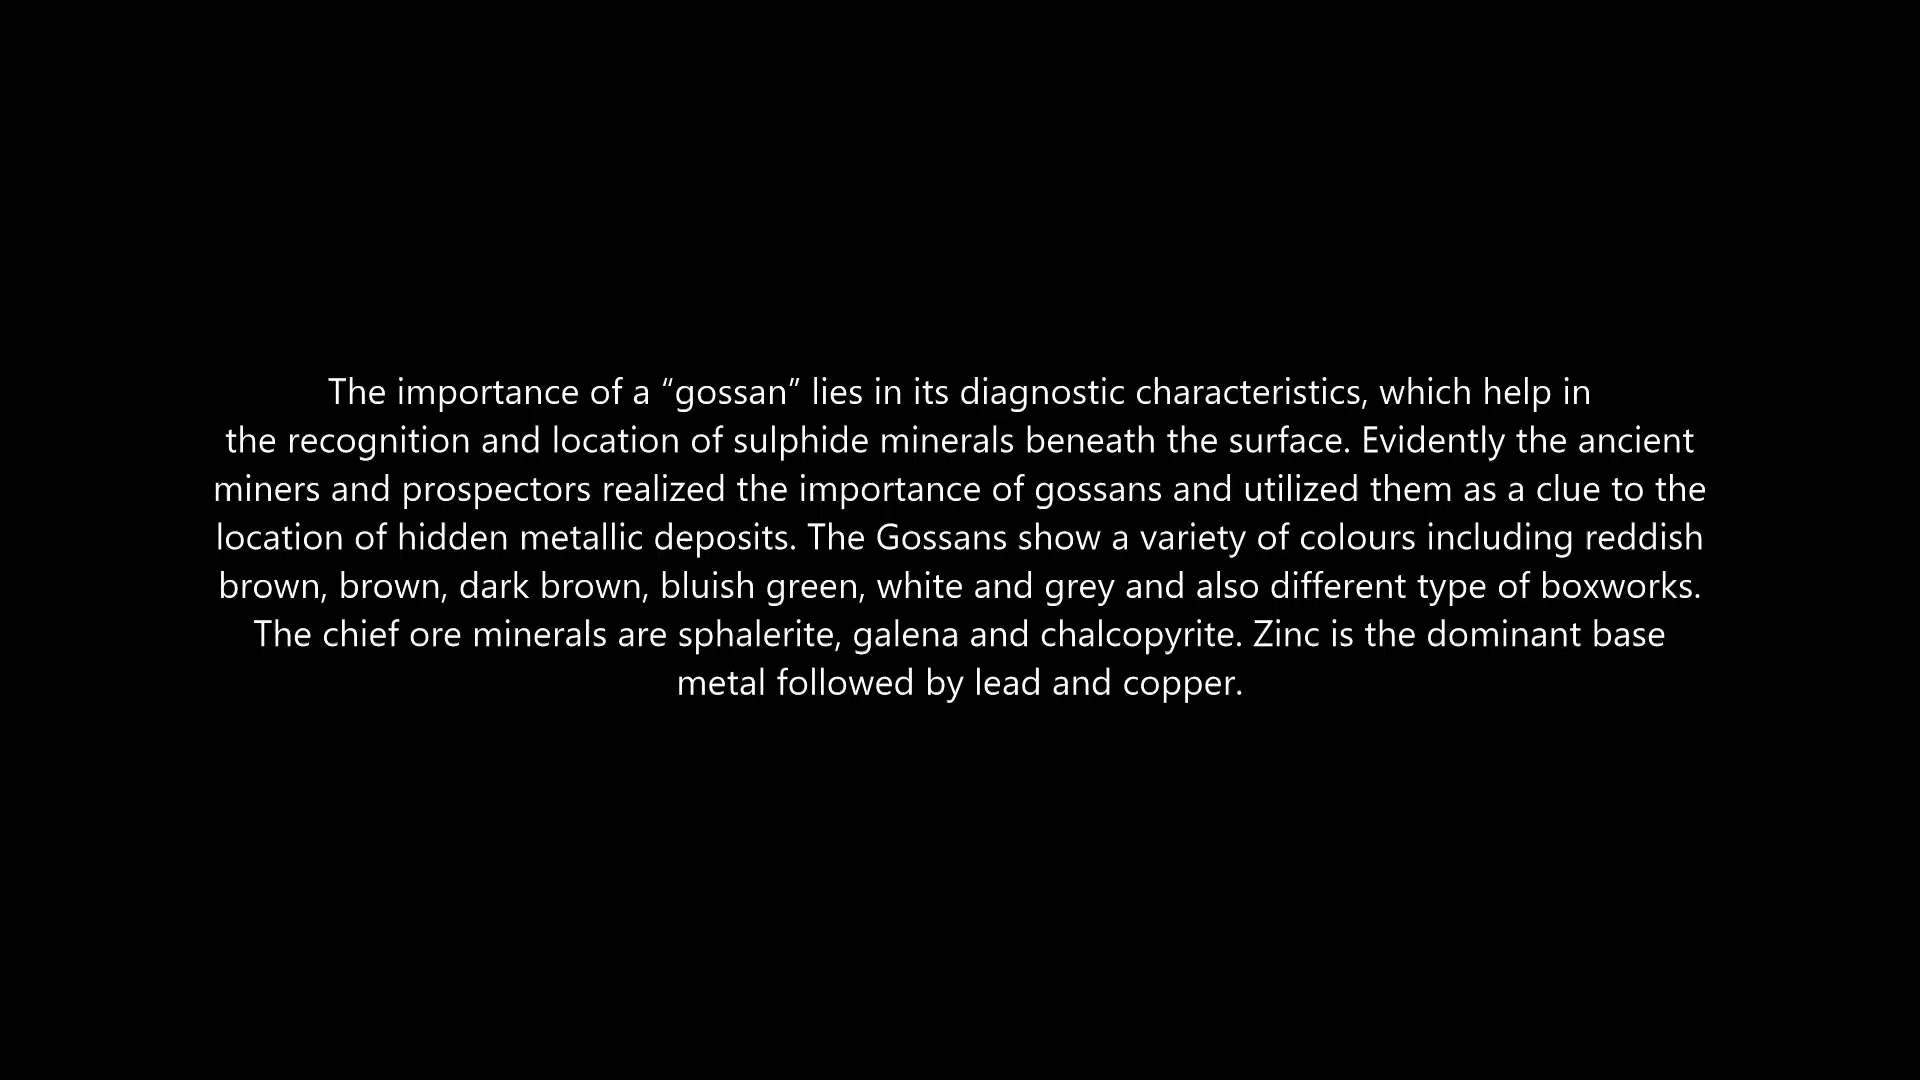 The importance of a “gossan” lies in its diagnostic characteristics, which help in
the recognition and location of sulphide minerals beneath the surface. Evidently the ancient
miners and prospectors realized the importance of gossans and utilized them as a clue to the
location of hidden metallic deposits. The Gossans show a variety of colours including reddish
brown, brown, dark brown, bluish green, white and grey and also different type of boxworks.
The chief ore minerals are sphalerite, galena and chalcopyrite. Zinc is the dominant base
metal followed by lead and copper.